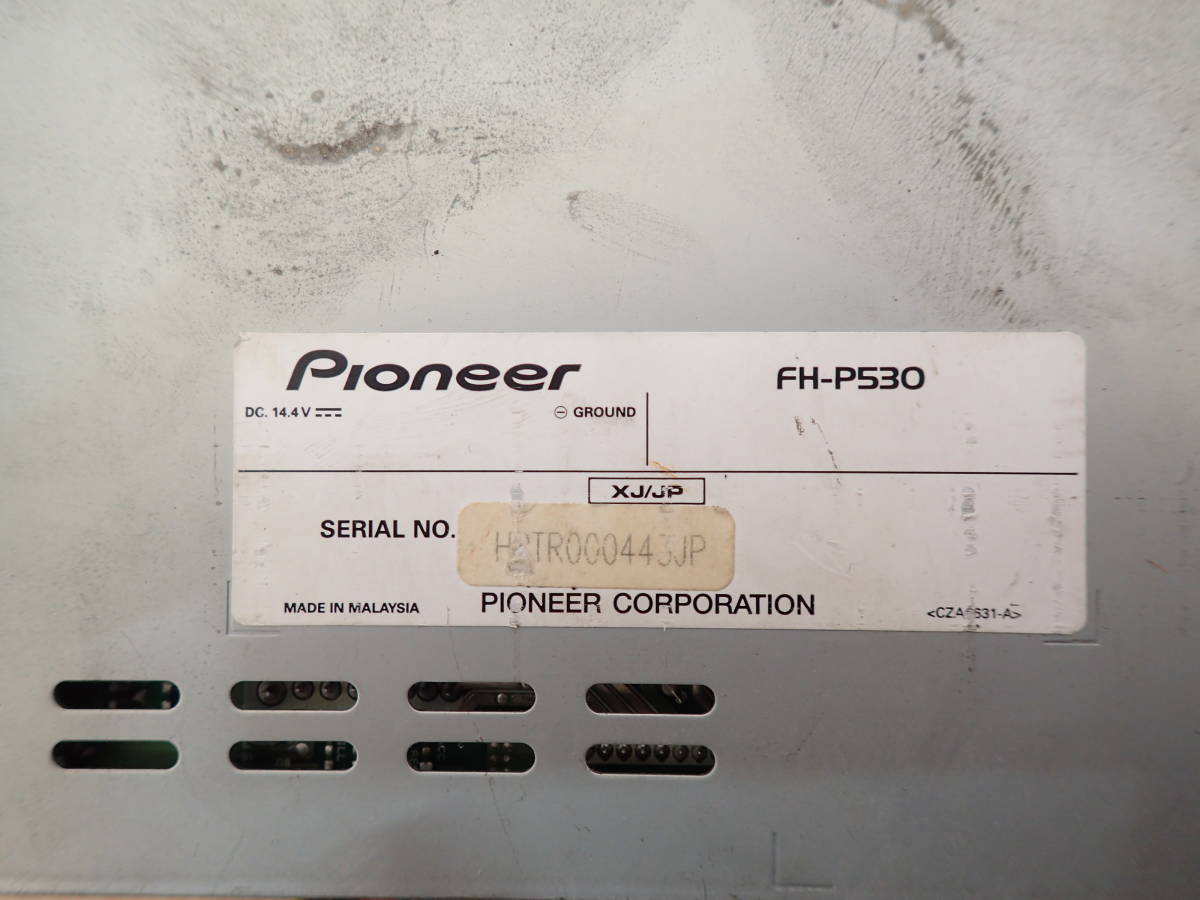 Pioneer
FH-P530
DC. 14.4 V
⊖ GROUND
XJ/JP
SERIAL NO.
MADE IN MALAYSIA
PIONEER CORPORATION